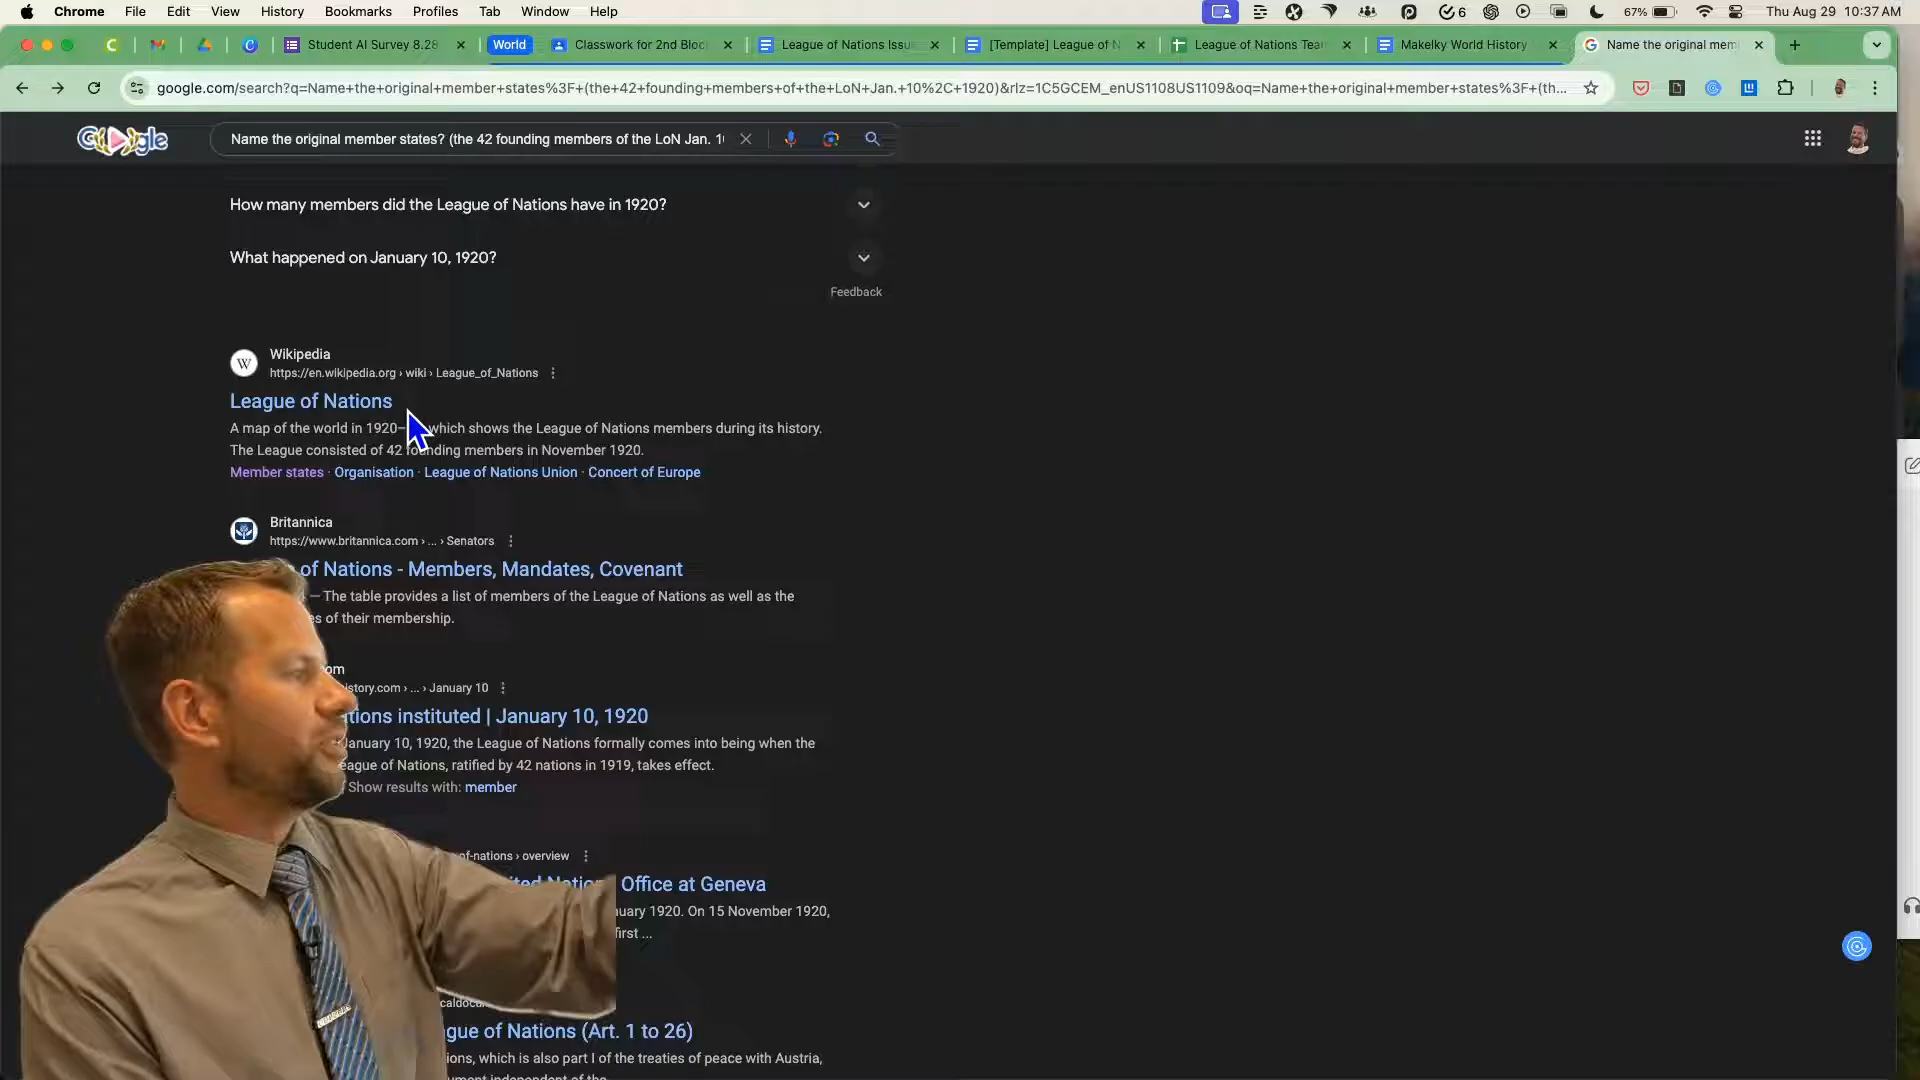 Chrome File Edit View History Bookmarks Profiles Tab Window Help 6 67% Thu Aug 29 10:37 AM
Student AI Survey 8.28 World Classwork for 2nd Bloc League of Nations Issu [Template] League of N League of Nations Tea Makelky World History Name the original mem
google.com/search?q=Name+the+original+member+states%3F+(the+42+founding+members+of+the+LoN+Jan.+10%2C+1920)&rlz=1C5GCEM_enUS1108US1109&oq=Name+the+original+member+states%3F+(th...
Google Name the original member states? (the 42 founding members of the LoN Jan. 1
How many members did the League of Nations have in 1920?
What happened on January 10, 1920?
Feedback
Wikipedia
https://en.wikipedia.org › wiki › League_of_Nations
League of Nations
A map of the world in 1920– which shows the League of Nations members during its history.
The League consisted of 42 founding members in November 1920.
Member states · Organisation · League of Nations Union · Concert of Europe
Britannica
https://www.britannica.com › ... › Senators
of Nations - Members, Mandates, Covenant
— The table provides a list of members of the League of Nations as well as the
of their membership.
istory.com › ... › January 10
tions instituted | January 10, 1920
January 10, 1920, the League of Nations formally comes into being when the
eague of Nations, ratified by 42 nations in 1919, takes effect.
Show results with: member
of-nations › overview
ited Nation Office at Geneva
nuary 1920. On 15 November 1920,
first ...
caldocu
gue of Nations (Art. 1 to 26)
ions, which is also part I of the treaties of peace with Austria,